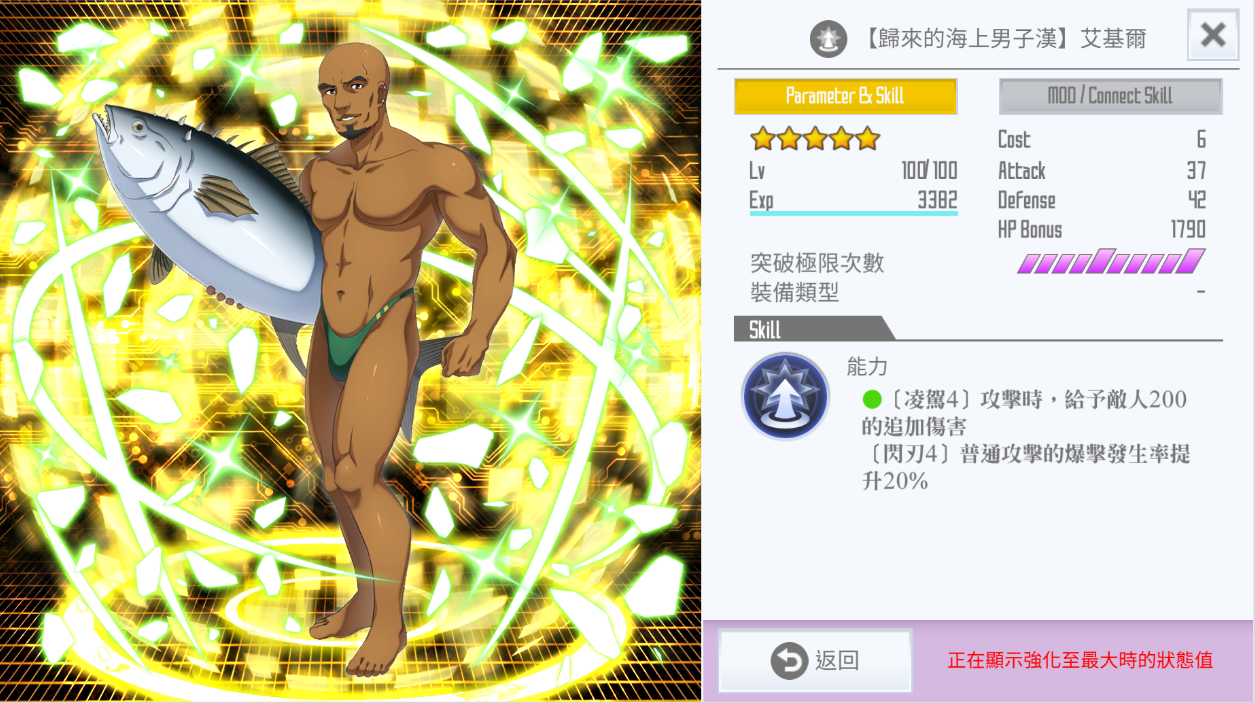 【歸來的海上男子漢】艾基爾
Parameter & Skill
MOD / Connect Skill
Lv 100/100
Exp 3382
Cost 6
Attack 37
Defense 42
HP Bonus 1790
突破極限次數
裝備類型 -
Skill
能力
〔凌駕4〕攻擊時，給予敵人200
的追加傷害
〔閃刃4〕普通攻擊的爆擊發生率提
升20%
返回
正在顯示強化至最大時的狀態值